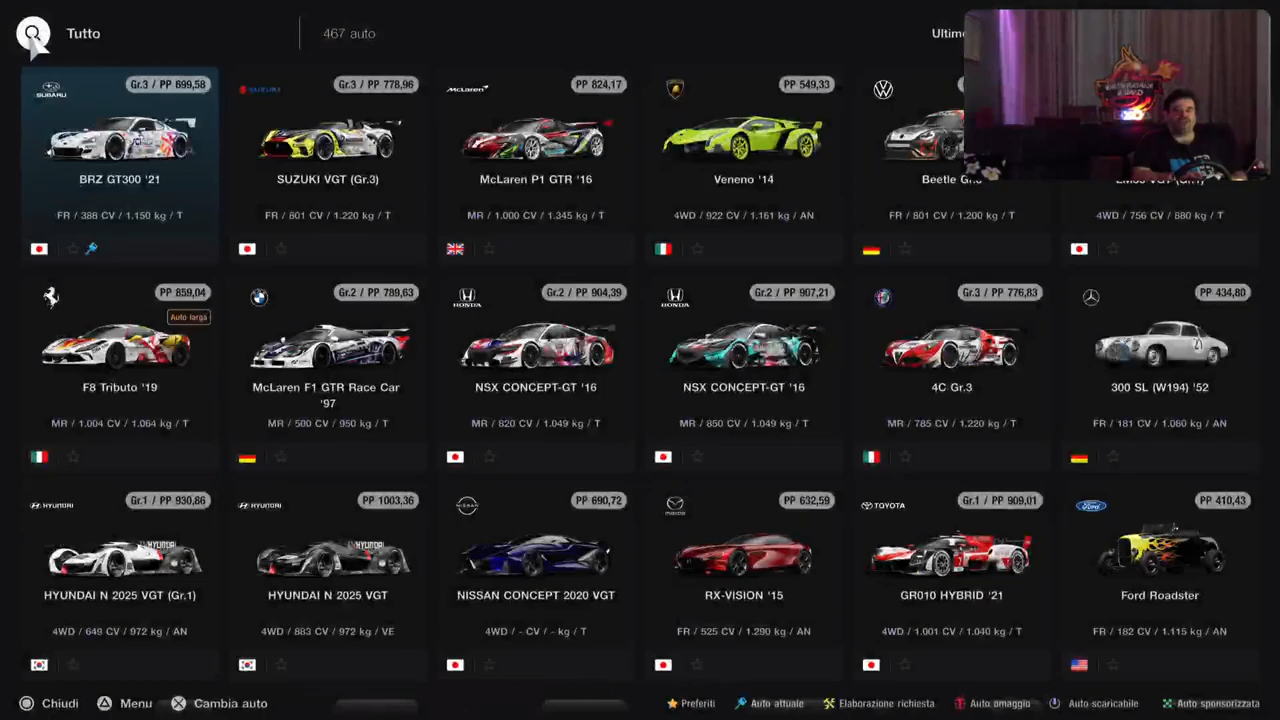 Tutto
467 auto
Ultime
SUBARU
Gr.3 / PP 699,58
BRZ GT300 '21
FR / 388 CV / 1.150 kg / T
SUZUKI
Gr.3 / PP 778,96
SUZUKI VGT (Gr.3)
FR / 801 CV / 1.220 kg / T
McLaren
PP 824,17
McLaren P1 GTR '16
MR / 1.000 CV / 1.345 kg / T
PP 549,33
Veneno '14
4WD / 922 CV / 1.161 kg / AN
Beetle Gr.
FR / 801 CV / 1.200 kg / T
4WD / 756 CV / 880 kg / T
PP 859,04
Auto larga
F8 Tributo '19
MR / 1.004 CV / 1.064 kg / T
Gr.2 / PP 789,63
McLaren F1 GTR Race Car
'97
MR / 500 CV / 950 kg / T
HONDA
Gr.2 / PP 904,39
NSX CONCEPT-GT '16
MR / 820 CV / 1.049 kg / T
HONDA
Gr.2 / PP 907,21
NSX CONCEPT-GT '16
MR / 850 CV / 1.049 kg / T
Gr.3 / PP 776,83
4C Gr.3
MR / 785 CV / 1.220 kg / T
PP 434,80
300 SL (W194) '52
FR / 181 CV / 1.060 kg / AN
HYUNDAI
Gr.1 / PP 930,86
HYUNDAI N 2025 VGT (Gr.1)
4WD / 649 CV / 972 kg / AN
HYUNDAI
PP 1003,36
HYUNDAI N 2025 VGT
4WD / 883 CV / 972 kg / VE
PP 690,72
NISSAN CONCEPT 2020 VGT
4WD / - CV / - kg / T
PP 632,59
RX-VISION '15
FR / 525 CV / 1.290 kg / AN
TOYOTA
Gr.1 / PP 909,01
GR010 HYBRID '21
4WD / 1.001 CV / 1.040 kg / T
Ford
PP 410,43
Ford Roadster
FR / 182 CV / 1.115 kg / AN
Chiudi
Menu
Cambia auto
Preferiti
Auto attuale
Elaborazione richiesta
Auto omaggio
Auto scaricabile
Auto sponsorizzata